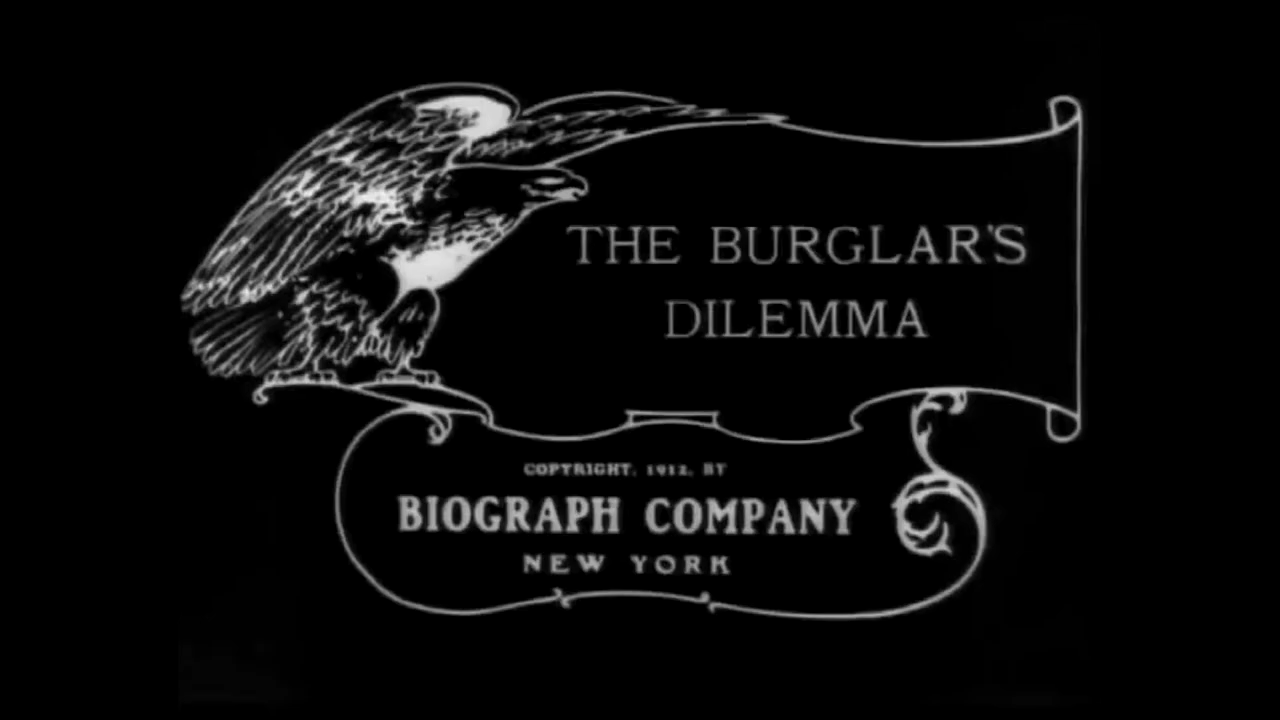 THE BURGLAR'S
DILEMMA
COPYRIGHT, 1912, BY
BIOGRAPH COMPANY
NEW YORK